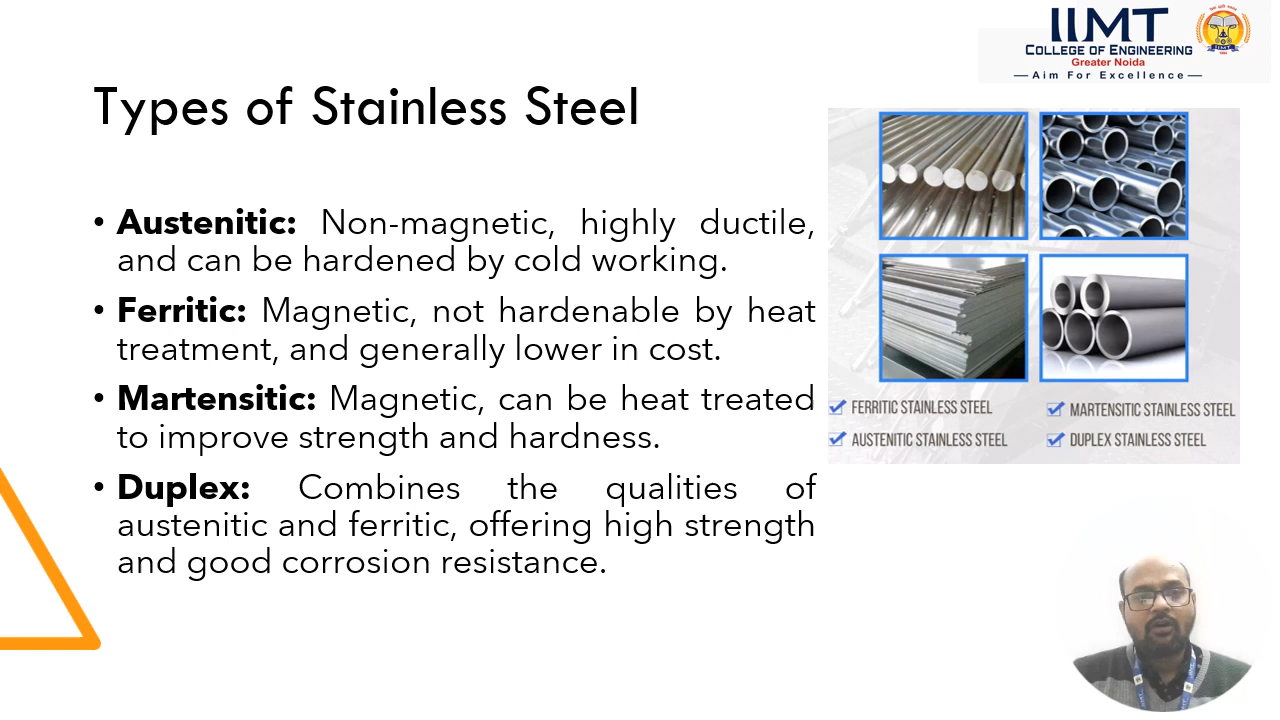 IIMT
COLLEGE OF ENGINEERING
Greater Noida
Aim For Excellence
Types of Stainless Steel
• Austenitic: Non-magnetic, highly ductile,
and can be hardened by cold working.
• Ferritic: Magnetic, not hardenable by heat
treatment, and generally lower in cost.
• Martensitic: Magnetic, can be heat treated
to improve strength and hardness.
• Duplex: Combines the qualities of
austenitic and ferritic, offering high strength
and good corrosion resistance.
FERRITIC STAINLESS STEEL
MARTENSITIC STAINLESS STEEL
AUSTENITIC STAINLESS STEEL
DUPLEX STAINLESS STEEL